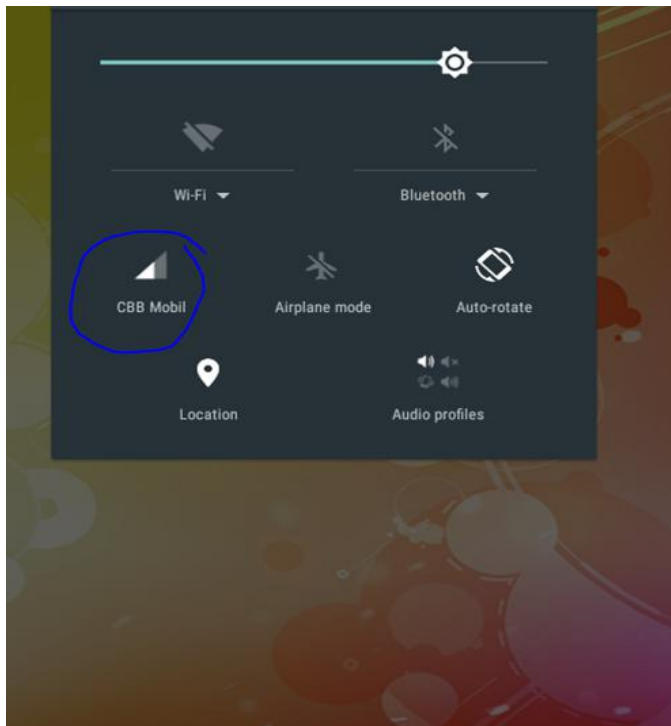 Wi-Fi
Bluetooth
CBB Mobil
Airplane mode
Auto-rotate
Location
Audio profiles